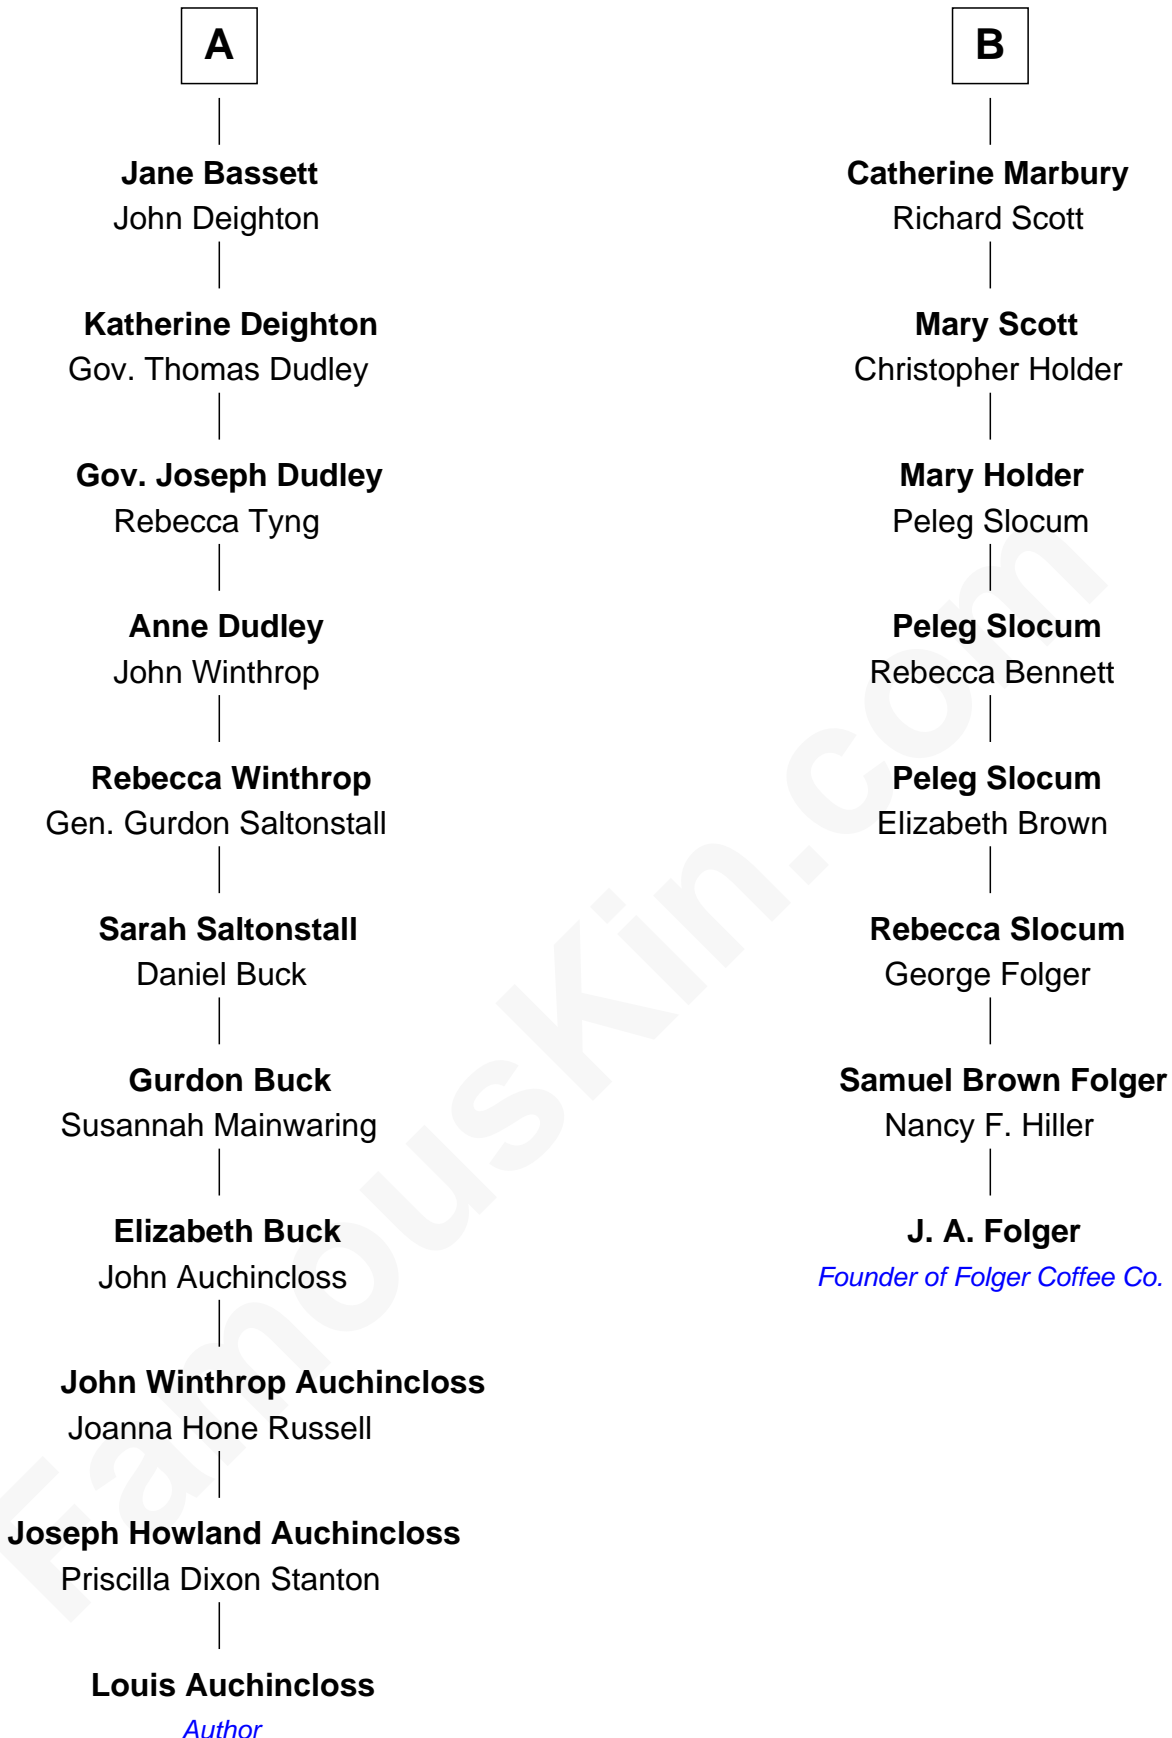 A
Jane Bassett
John Deighton
Katherine Deighton
Gov. Thomas Dudley
Gov. Joseph Dudley
Rebecca Tyng
Anne Dudley
John Winthrop
Rebecca Winthrop
Gen. Gurdon Saltonstall
Sarah Saltonstall
Daniel Buck
Gurdon Buck
Susannah Mainwaring
Elizabeth Buck
John Auchincloss
John Winthrop Auchincloss
Joanna Hone Russell
Joseph Howland Auchincloss
Priscilla Dixon Stanton
Louis Auchincloss
Author
B
Catherine Marbury
Richard Scott
Mary Scott
Christopher Holder
Mary Holder
Peleg Slocum
Peleg Slocum
Rebecca Bennett
Peleg Slocum
Elizabeth Brown
Rebecca Slocum
George Folger
Samuel Brown Folger
Nancy F. Hiller
J. A. Folger
Founder of Folger Coffee Co.
FamousKin.com